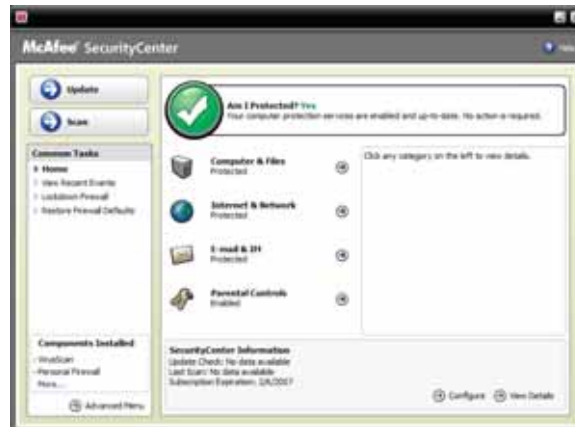 McAfee SecurityCenter
Help
Update
Scan
Common Tasks
Home
View Recent Events
Lockdown Firewall
Restore Firewall Defaults
Components Installed
VirusScan
Personal Firewall
More...
Advanced Menu
Am I Protected? Yes
Your computer protection services are enabled and up-to-date. No action is required.
Computer & Files
Protected
Internet & Network
Protected
E-mail & IM
Protected
Parental Controls
Enabled
Click any category on the left to view details.
SecurityCenter Information
Update Check: No data available
Last Scan: No data available
Subscription Expiration: 2/6/2007
Configure
View Details